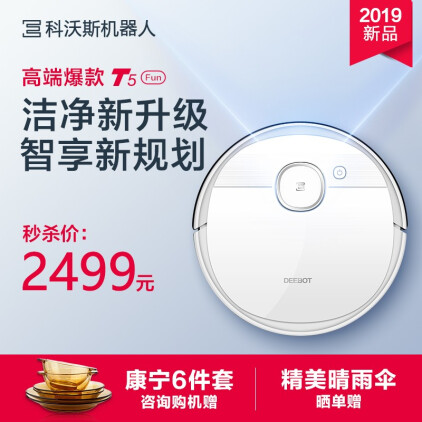 科沃斯机器人
2019
新品
高端爆款 T5 Fun
洁净新升级
智享新规划
秒杀价:
2499元
DEEBOT
康宁6件套
咨询购机赠
精美晴雨伞
晒单赠